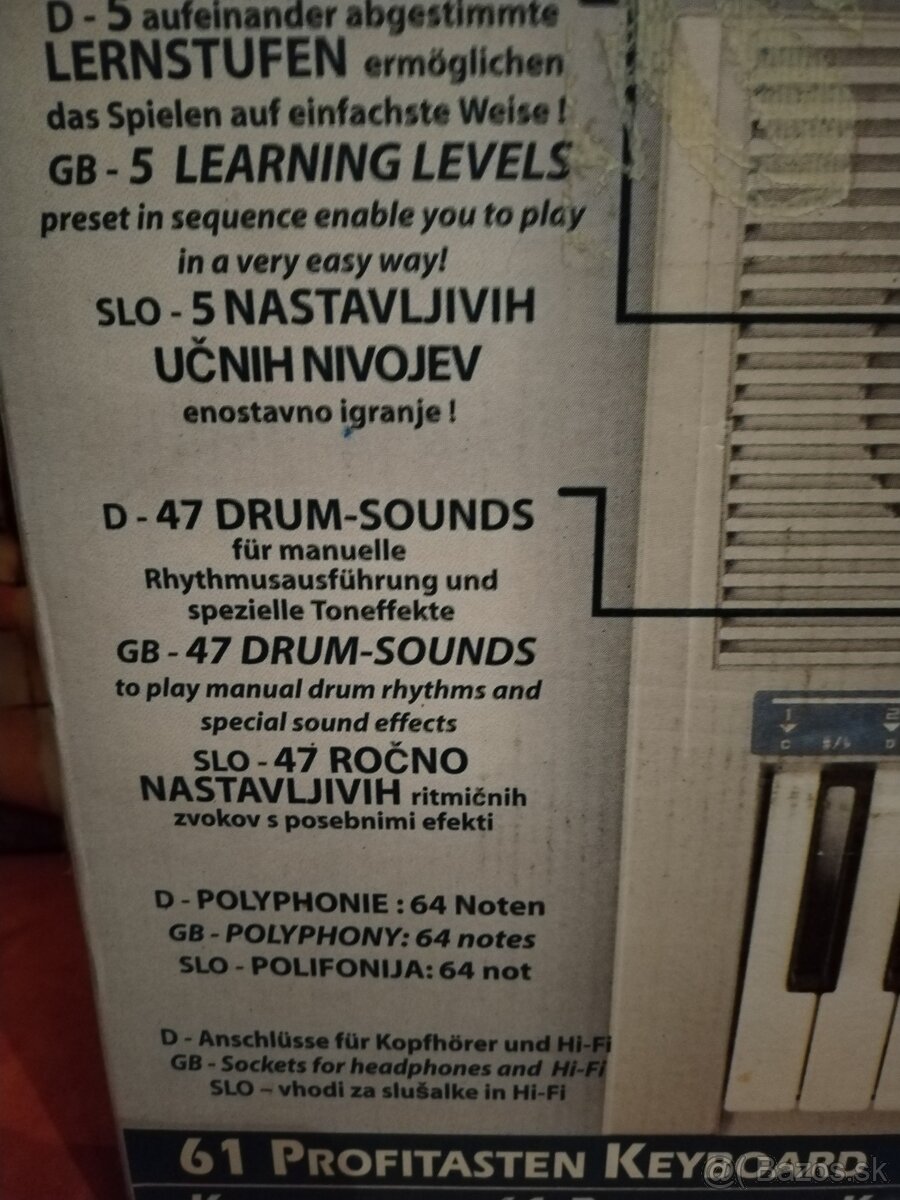 D - 5 aufeinander abgestimmte
LERNSTUFEN ermöglichen
das Spielen auf einfachste Weise !
GB - 5 LEARNING LEVELS
preset in sequence enable you to play
in a very easy way!
SLO - 5 NASTAVLJIVIH
UČNIH NIVOJEV
enostavno igranje !
D - 47 DRUM-SOUNDS
für manuelle
Rhythmusausführung und
spezielle Toneffekte
GB - 47 DRUM-SOUNDS
to play manual drum rhythms and
special sound effects
SLO - 47 ROČNO
NASTAVLJIVIH ritmičnih
zvokov s posebnimi efekti
D - POLYPHONIE : 64 Noten
GB - POLYPHONY: 64 notes
SLO - POLIFONIJA: 64 not
D - Anschlüsse für Kopfhörer und Hi-Fi
GB - Sockets for headphones and Hi-Fi
SLO – vhodi za slušalke in Hi-Fi
1 2
C #/♭ D
61 PROFITASTEN KEYBOARD
@ Bazos.sk